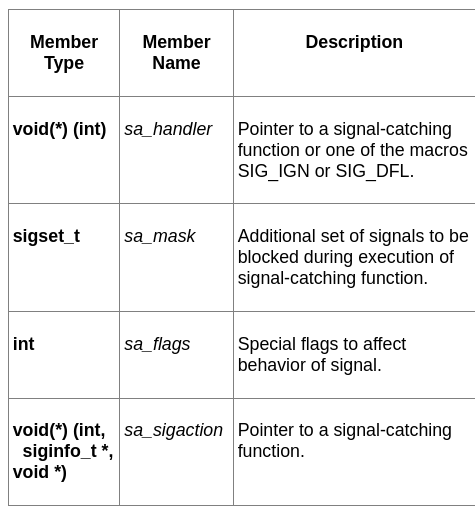 Member Type
Member Name
Description
void(*) (int)
sa_handler
Pointer to a signal-catching
function or one of the macros
SIG_IGN or SIG_DFL.
sigset_t
sa_mask
Additional set of signals to be
blocked during execution of
signal-catching function.
int
sa_flags
Special flags to affect
behavior of signal.
void(*) (int,
siginfo_t *,
void *)
sa_sigaction
Pointer to a signal-catching
function.